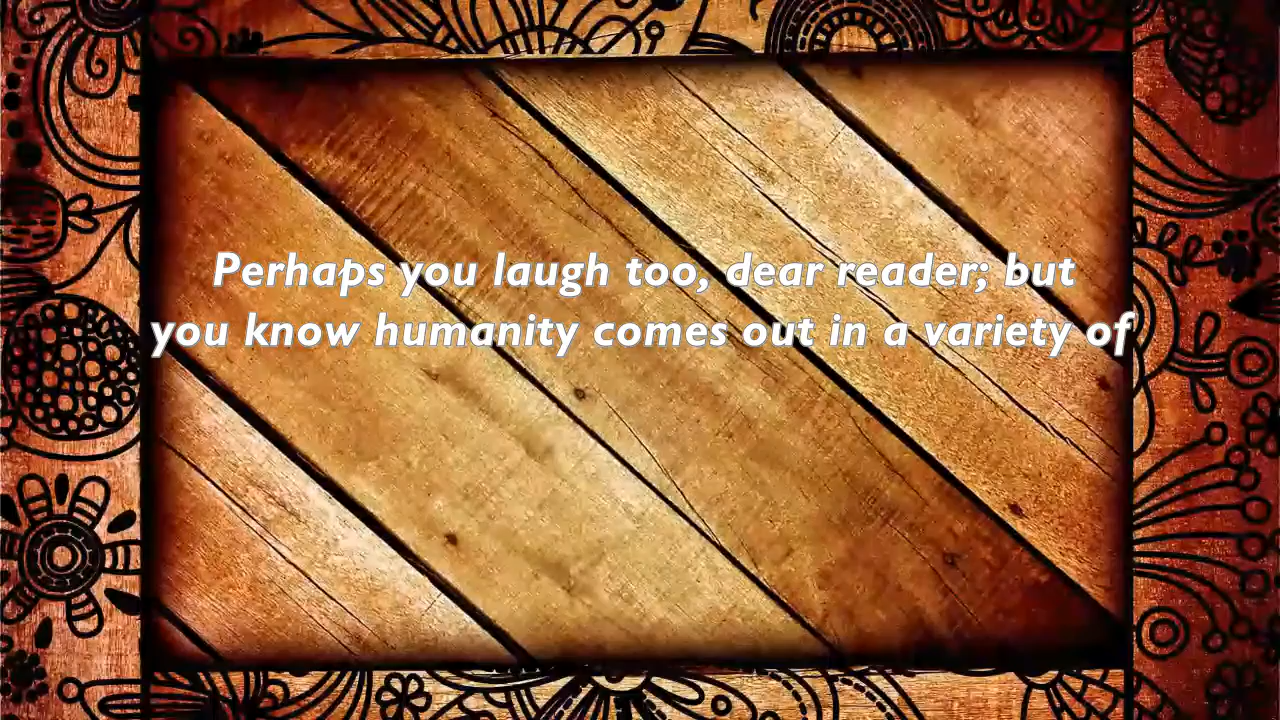 Perhaps you laugh too, dear reader; but
you know humanity comes out in a variety of